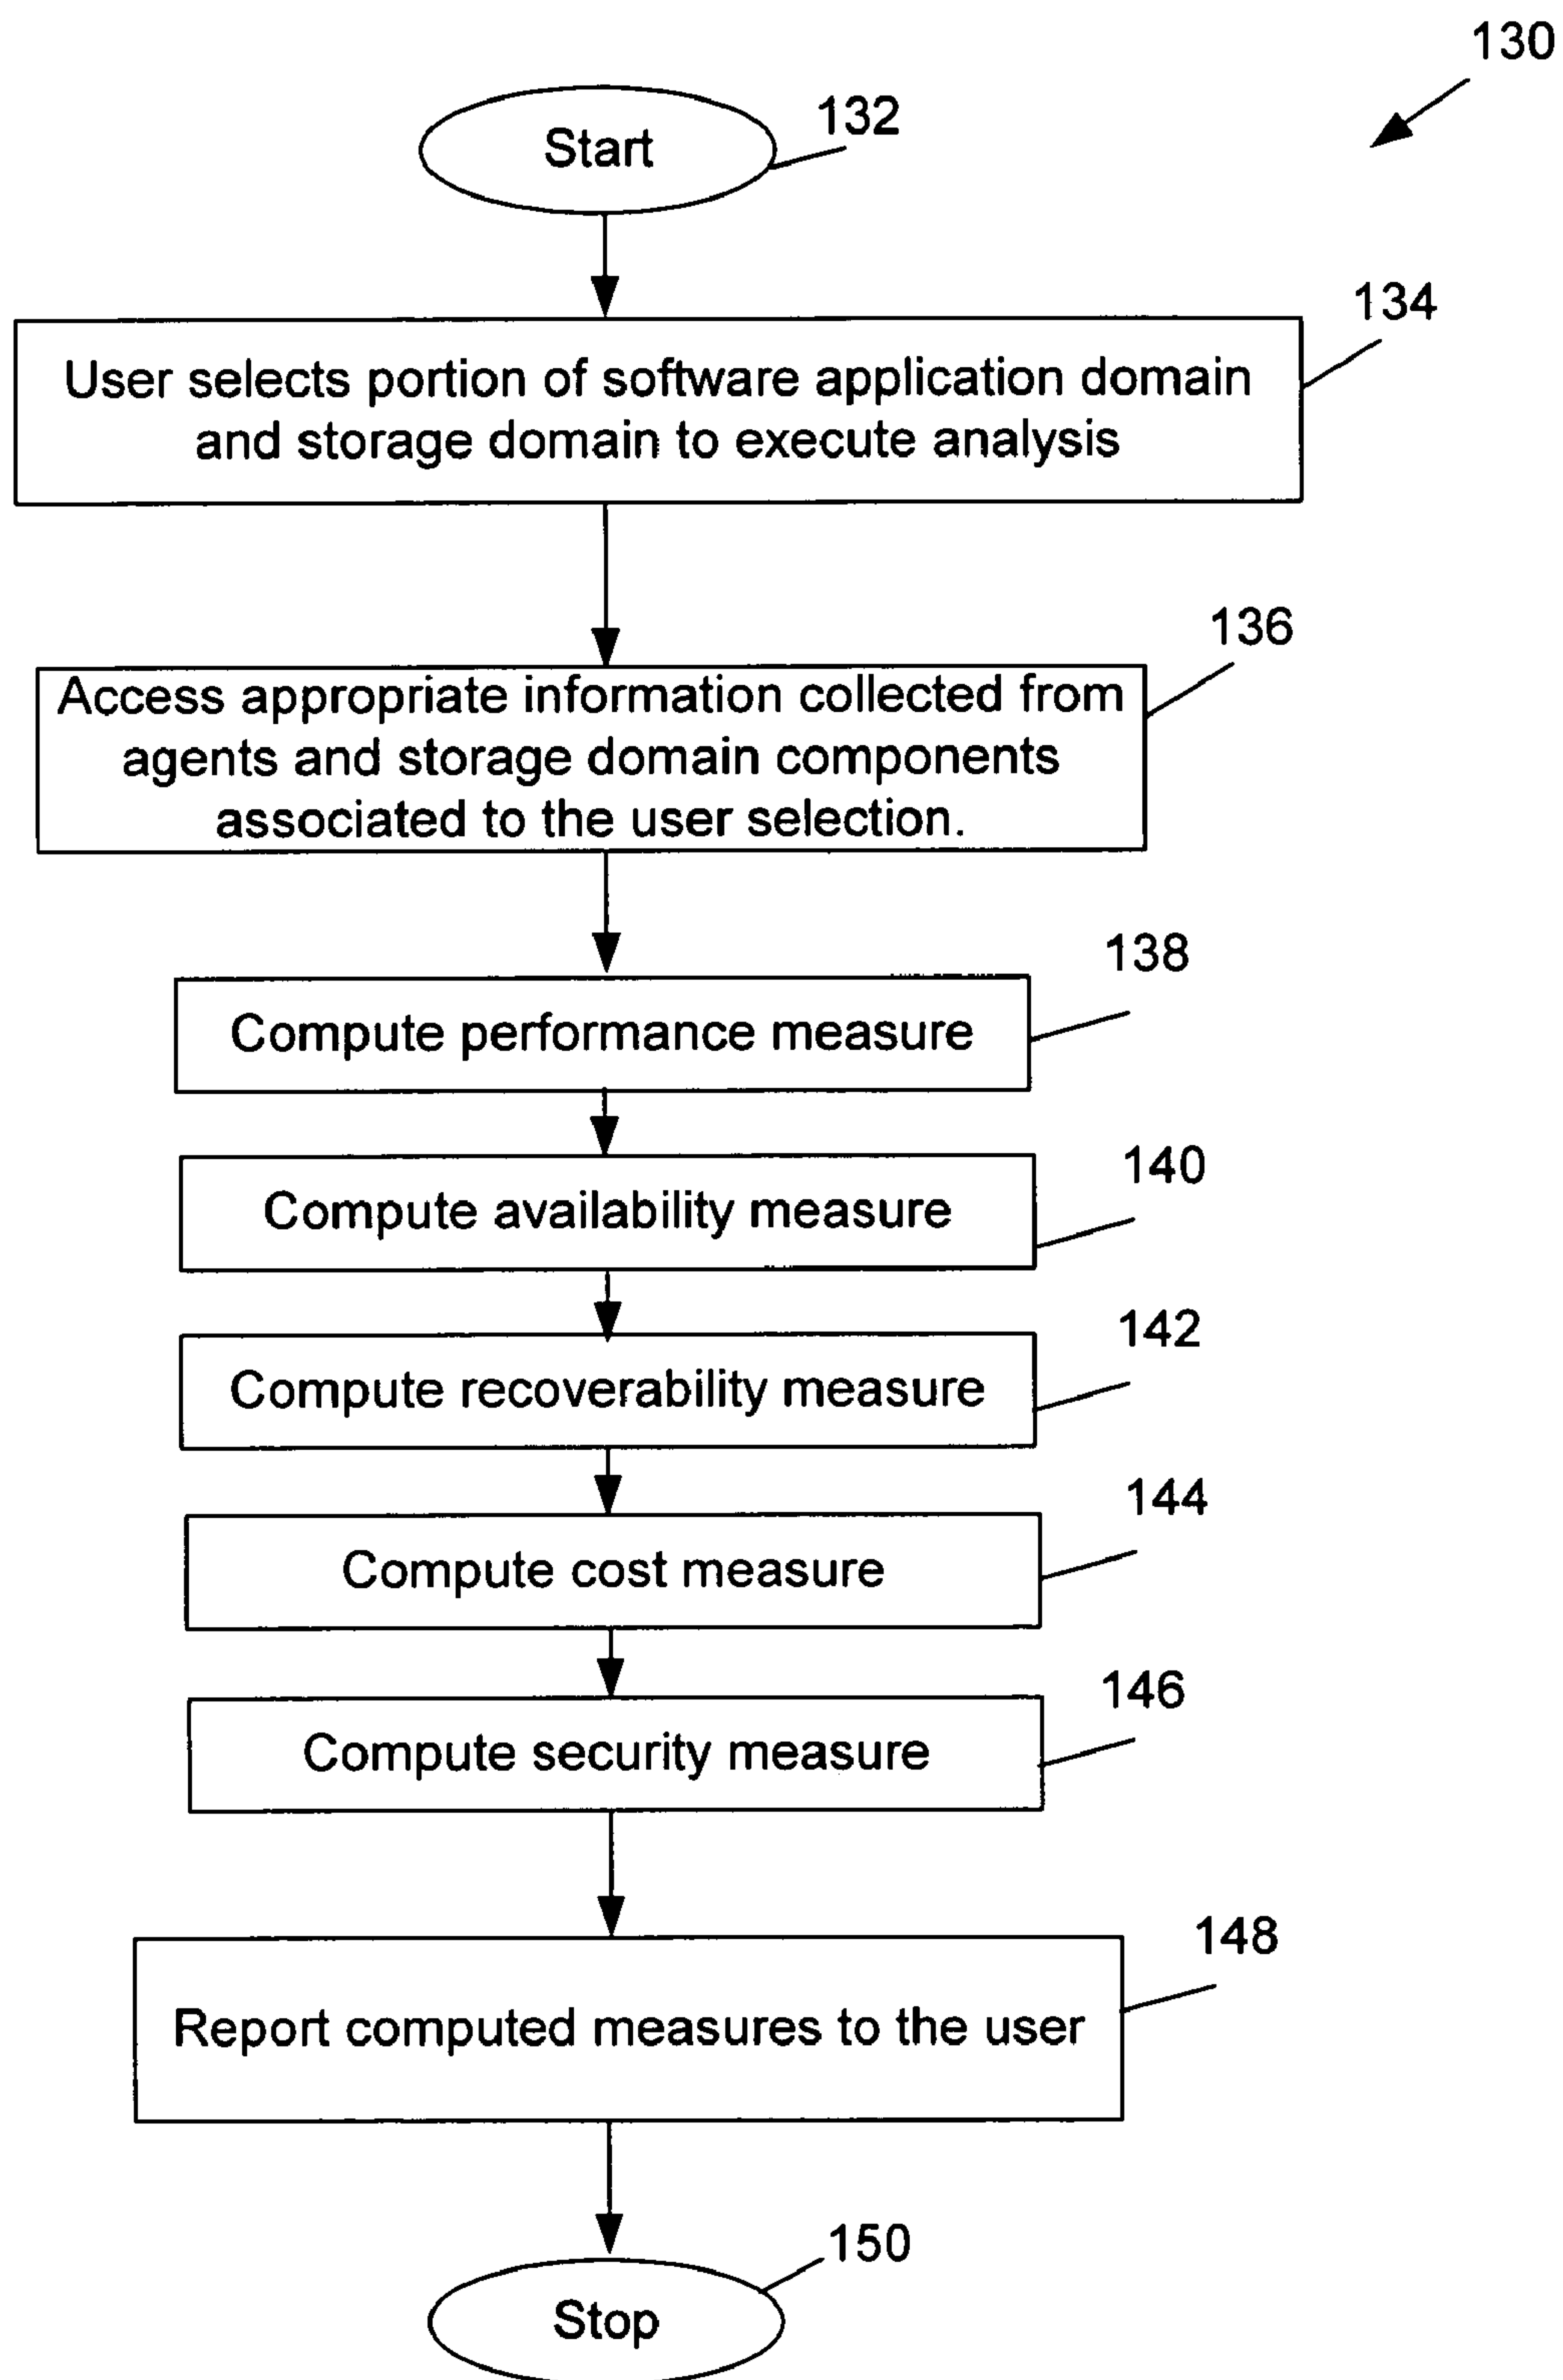 130
Start
132
134
User selects portion of software application domain
and storage domain to execute analysis
136
Access appropriate information collected from
agents and storage domain components
associated to the user selection.
138
Compute performance measure
140
Compute availability measure
142
Compute recoverability measure
144
Compute cost measure
146
Compute security measure
148
Report computed measures to the user
150
Stop